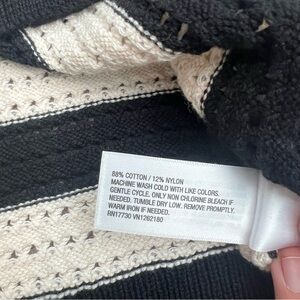 88% COTTON / 12% NYLON
MACHINE WASH COLD WITH LIKE COLORS.
GENTLE CYCLE. ONLY NON CHLORINE BLEACH IF
NEEDED. TUMBLE DRY LOW. REMOVE PROMPTLY.
WARM IRON IF NEEDED.
RN17730 VN1262180